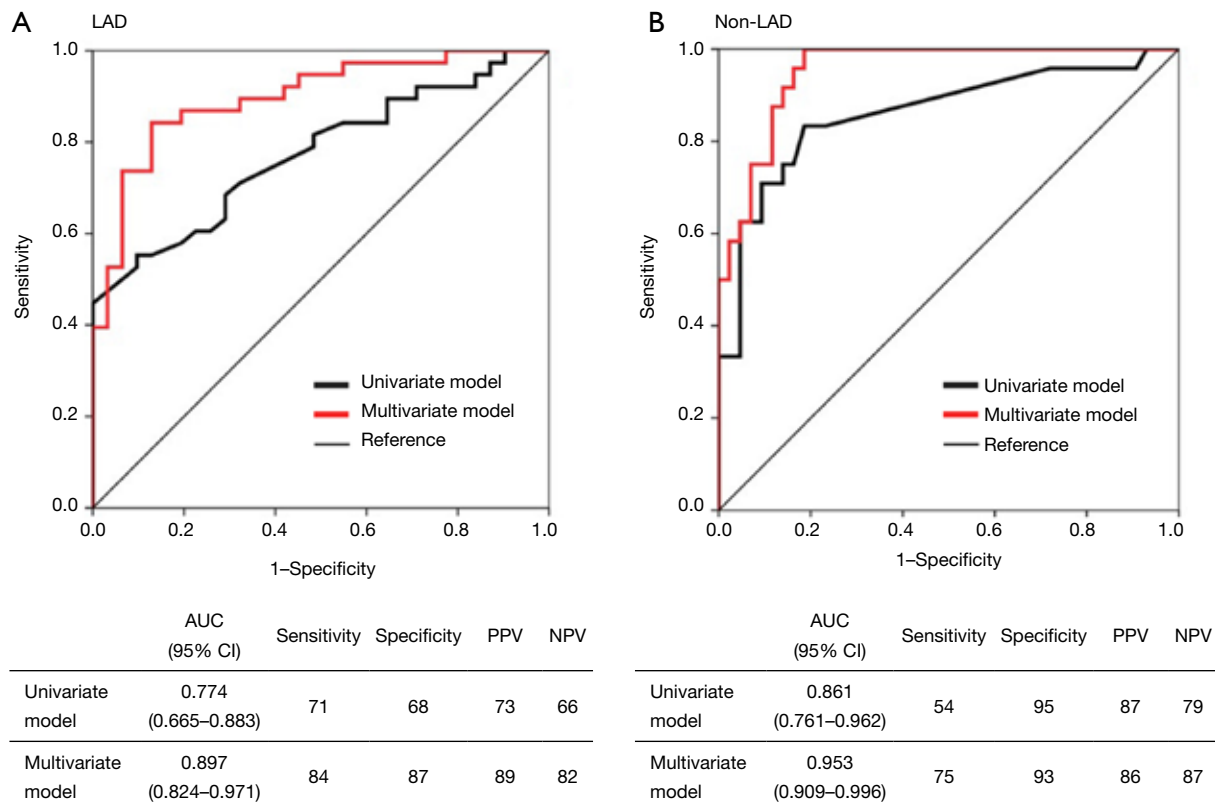 A LAD
1.0
0.8
0.6
0.4
0.2
0.0
Sensitivity
Univariate model
Multivariate model
Reference
0.0 0.2 0.4 0.6 0.8 1.0
1–Specificity
AUC
(95% CI) Sensitivity Specificity PPV NPV
Univariate model 0.774 (0.665–0.883) 71 68 73 66
Multivariate model 0.897 (0.824–0.971) 84 87 89 82
B Non-LAD
1.0
0.8
0.6
0.4
0.2
0.0
Sensitivity
Univariate model
Multivariate model
Reference
0.0 0.2 0.4 0.6 0.8 1.0
1–Specificity
AUC
(95% CI) Sensitivity Specificity PPV NPV
Univariate model 0.861 (0.761–0.962) 54 95 87 79
Multivariate model 0.953 (0.909–0.996) 75 93 86 87